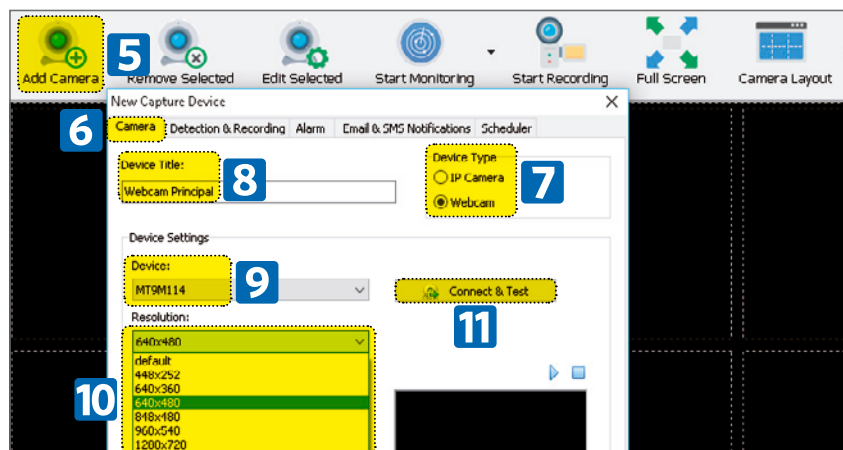 5
Add Camera
Remove Selected
Edit Selected
Start Monitoring
Start Recording
Full Screen
Camera Layout
New Capture Device
6
Camera
Detection & Recording
Alarm
Email & SMS Notifications
Scheduler
Device Title:
8
Webcam Principal
Device Type
IP Camera
7
Webcam
Device Settings
Device:
9
MT9M114
Connect & Test
11
Resolution:
640x480
10
default
448x252
640x360
640x480
848x480
960x540
1200x720